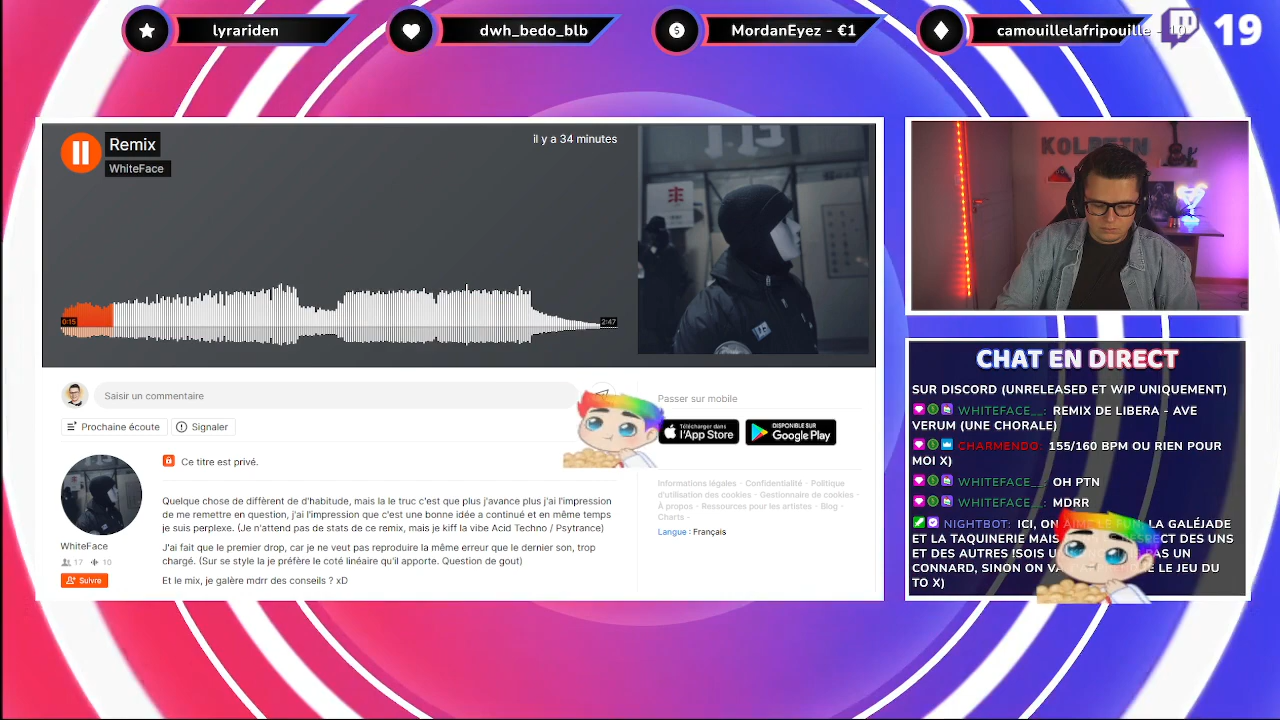 lyrariden
dwh_bedo_blb
MordanEyez - €1
camouillelafripouille - 10
19
Remix
WhiteFace
il y a 34 minutes
0:15
2:47
Saisir un commentaire
Prochaine écoute
Signaler
Ce titre est privé.
Quelque chose de diffèrent de d'habitude, mais la le truc c'est que plus j'avance plus j'ai l'impression
de me remettre en question, j'ai l'impression que c'est une bonne idée a continué et en même temps
je suis perplexe. (Je n'attend pas de stats de ce remix, mais je kiff la vibe Acid Techno / Psytrance)
J'ai fait que le premier drop, car je ne veut pas reproduire la même erreur que le dernier son, trop
chargé. (Sur se style la je préfère le coté linéaire qu'il apporte. Question de gout)
Et le mix, je galère mdrr des conseils ? xD
WhiteFace
17 10
Suivre
Passer sur mobile
Télécharger dans
l'App Store
DISPONIBLE SUR
Google Play
Informations légales - Confidentialité - Politique
d'utilisation des cookies - Gestionnaire de cookies -
À propos - Ressources pour les artistes - Blog -
Charts -
Langue : Français
KOLPTIN
CHAT EN DIRECT
SUR DISCORD (UNRELEASED ET WIP UNIQUEMENT)
WHITEFACE__: REMIX DE LIBERA - AVE
VERUM (UNE CHORALE)
CHARMENDO: 155/160 BPM OU RIEN POUR
MOI X)
WHITEFACE__: OH PTN
WHITEFACE__: MDRR
NIGHTBOT: ICI, ON AIME LE FUN, LA GALÉJADE
ET LA TAQUINERIE MAIS RESPECT DES UNS
ET DES AUTRES !SOIS PAS UN
CONNARD, SINON ON VA LE JEU DU
TO X)